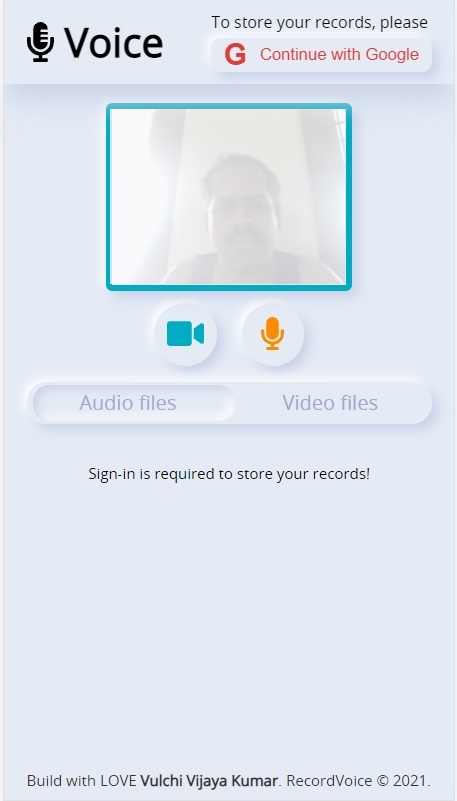 Voice
To store your records, please
G Continue with Google
Audio files
Video files
Sign-in is required to store your records!
Build with LOVE Vulchi Vijaya Kumar. RecordVoice © 2021.